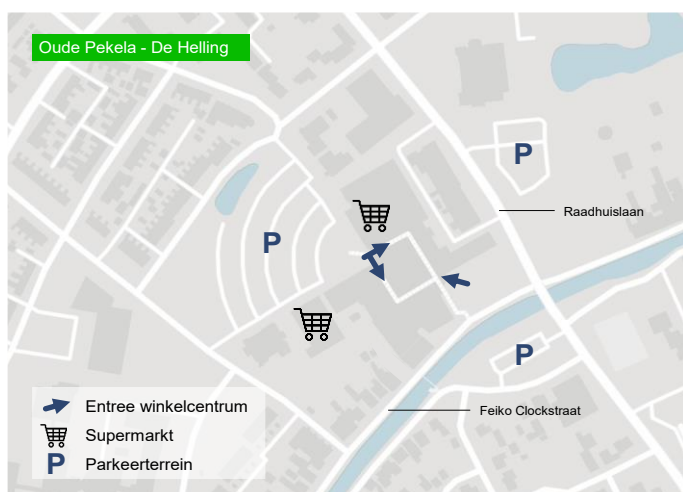 Oude Pekela - De Helling
P
Raadhuislaan
P
P
Feiko Clockstraat
Entree winkelcentrum
Supermarkt
P Parkeerterrein